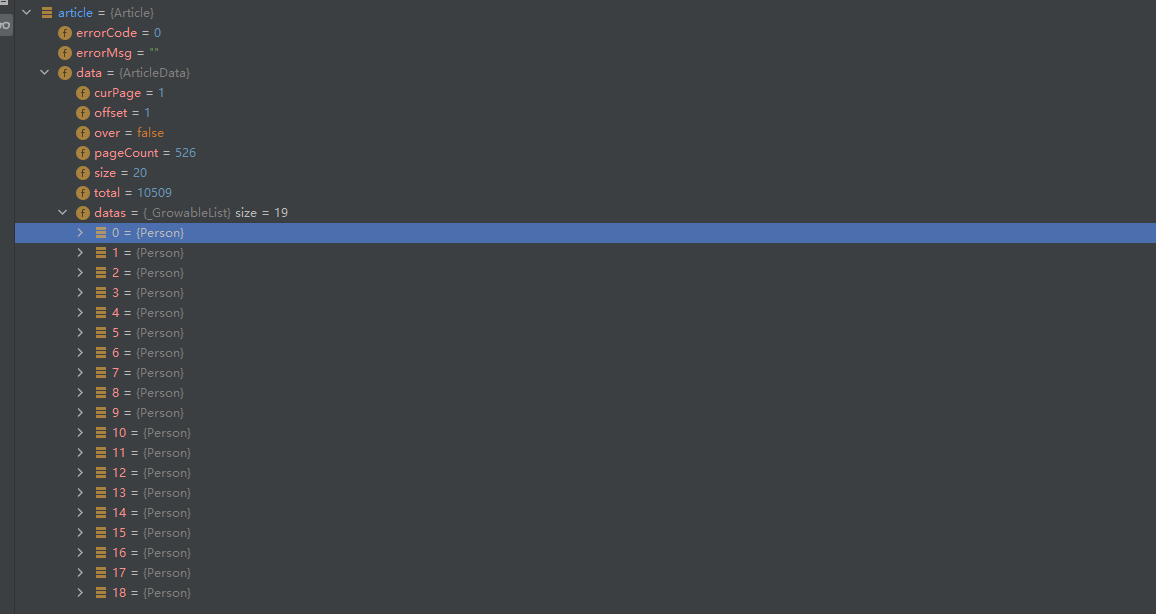 article = {Article}
f errorCode = 0
f errorMsg = ""
f data = {ArticleData}
f curPage = 1
f offset = 1
f over = false
f pageCount = 526
f size = 20
f total = 10509
f datas = {_GrowableList} size = 19
0 = {Person}
1 = {Person}
2 = {Person}
3 = {Person}
4 = {Person}
5 = {Person}
6 = {Person}
7 = {Person}
8 = {Person}
9 = {Person}
10 = {Person}
11 = {Person}
12 = {Person}
13 = {Person}
14 = {Person}
15 = {Person}
16 = {Person}
17 = {Person}
18 = {Person}